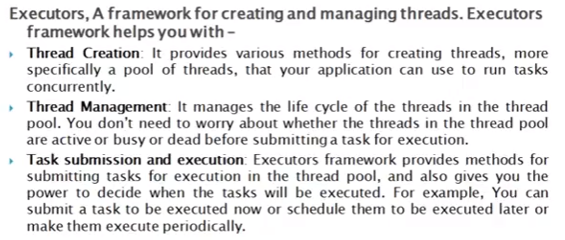 Executors, A framework for creating and managing threads. Executors
framework helps you with –
Thread Creation: It provides various methods for creating threads, more
specifically a pool of threads, that your application can use to run tasks
concurrently.
Thread Management: It manages the life cycle of the threads in the thread
pool. You don't need to worry about whether the threads in the thread pool
are active or busy or dead before submitting a task for execution.
Task submission and execution: Executors framework provides methods for
submitting tasks for execution in the thread pool, and also gives you the
power to decide when the tasks will be executed. For example, You can
submit a task to be executed now or schedule them to be executed later or
make them execute periodically.